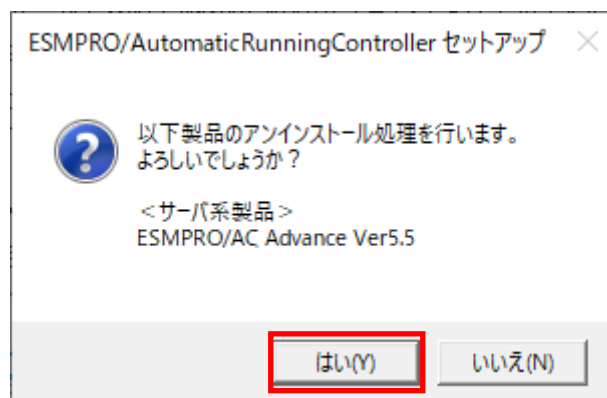 ESMPRO/AutomaticRunningController セットアップ
以下製品のアンインストール処理を行います。
よろしいでしょうか？
＜サーバ系製品＞
ESMPRO/AC Advance Ver5.5
はい(Y)
いいえ(N)